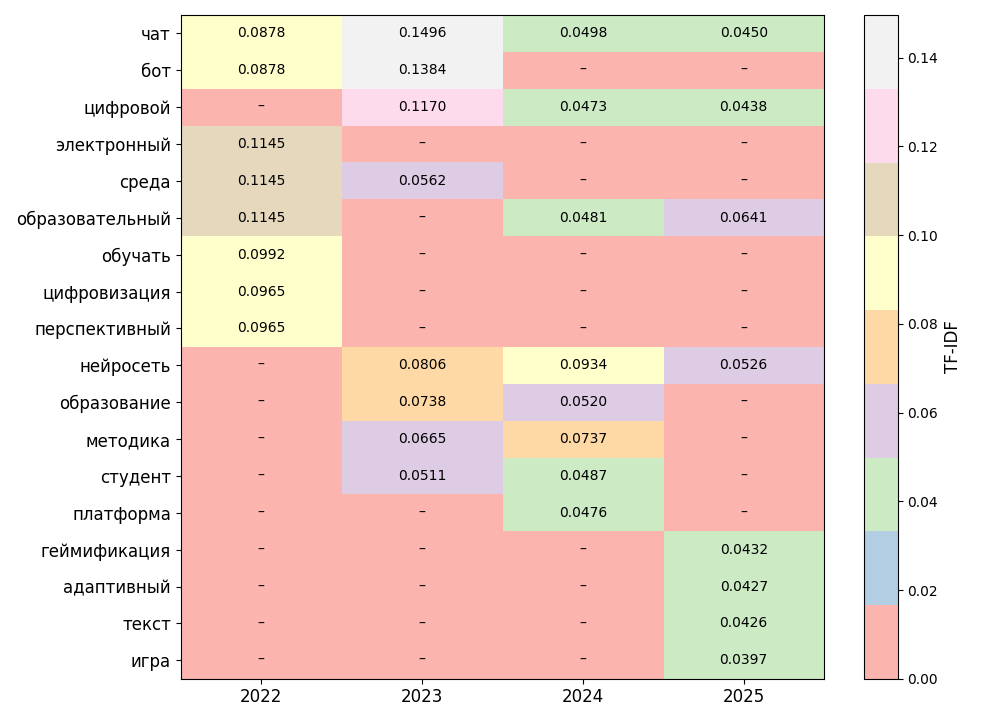 чат 0.0878 0.1496 0.0498 0.0450
бот 0.0878 0.1384 – –
цифровой – 0.1170 0.0473 0.0438
электронный 0.1145 – – –
среда 0.1145 0.0562 – –
образовательный 0.1145 – 0.0481 0.0641
обучать 0.0992 – – –
цифровизация 0.0965 – – –
перспективный 0.0965 – – –
нейросеть – 0.0806 0.0934 0.0526
образование – 0.0738 0.0520 –
методика – 0.0665 0.0737 –
студент – 0.0511 0.0487 –
платформа – – 0.0476 –
геймификация – – – 0.0432
адаптивный – – – 0.0427
текст – – – 0.0426
игра – – – 0.0397
2022 2023 2024 2025
0.14
0.12
0.10
0.08
0.06
0.04
0.02
0.00
TF-IDF